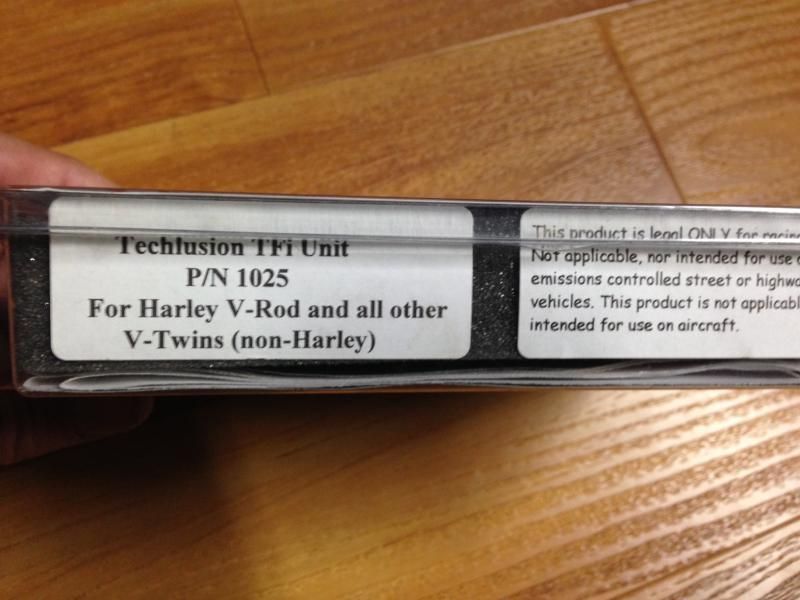 Techlusion TFi Unit
P/N 1025
For Harley V-Rod and all other
V-Twins (non-Harley)
This product is legal ONLY for racing
Not applicable, nor intended for use
emissions controlled street or
vehicles. This product is not
intended for use on aircraft.